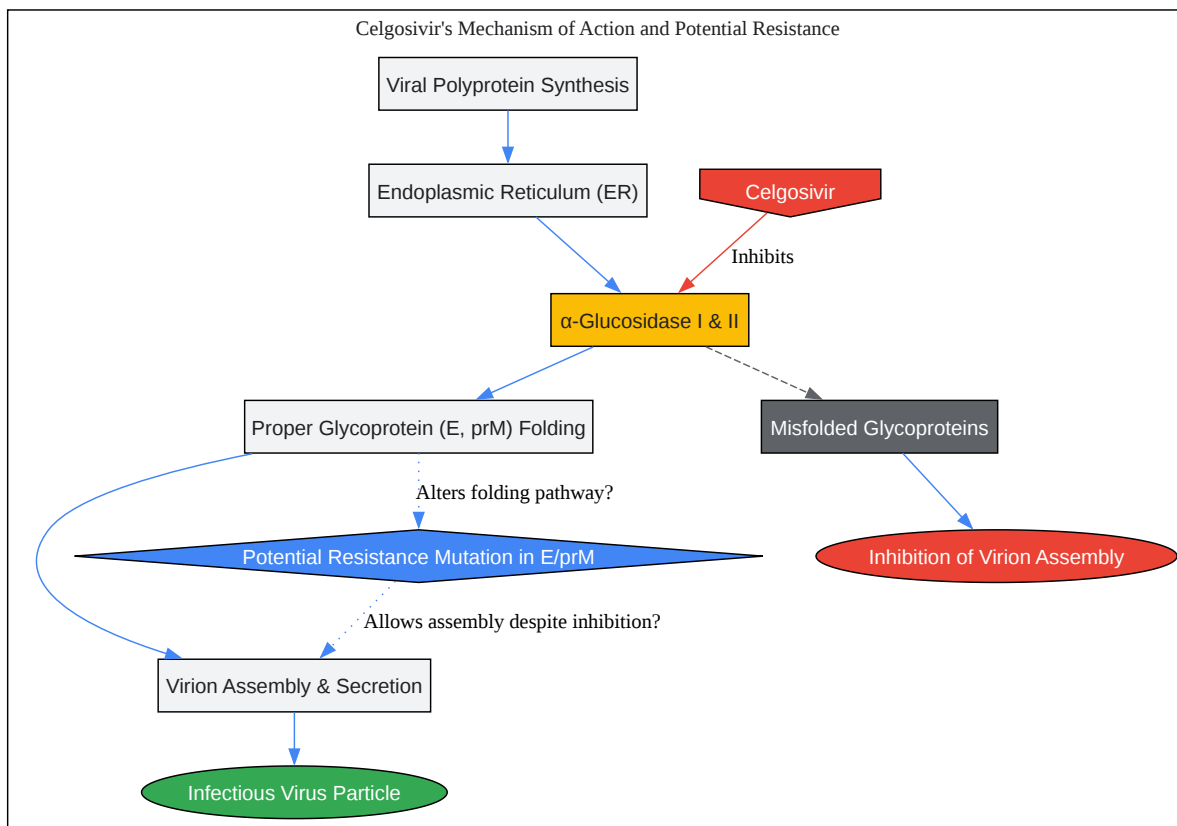 Celgosivir's Mechanism of Action and Potential Resistance
Viral Polyprotein Synthesis
Endoplasmic Reticulum (ER)
Celgosivir
Inhibits
α-Glucosidase I & II
Proper Glycoprotein (E, prM) Folding
Misfolded Glycoproteins
Alters folding pathway?
Potential Resistance Mutation in E/prM
Inhibition of Virion Assembly
Allows assembly despite inhibition?
Virion Assembly & Secretion
Infectious Virus Particle